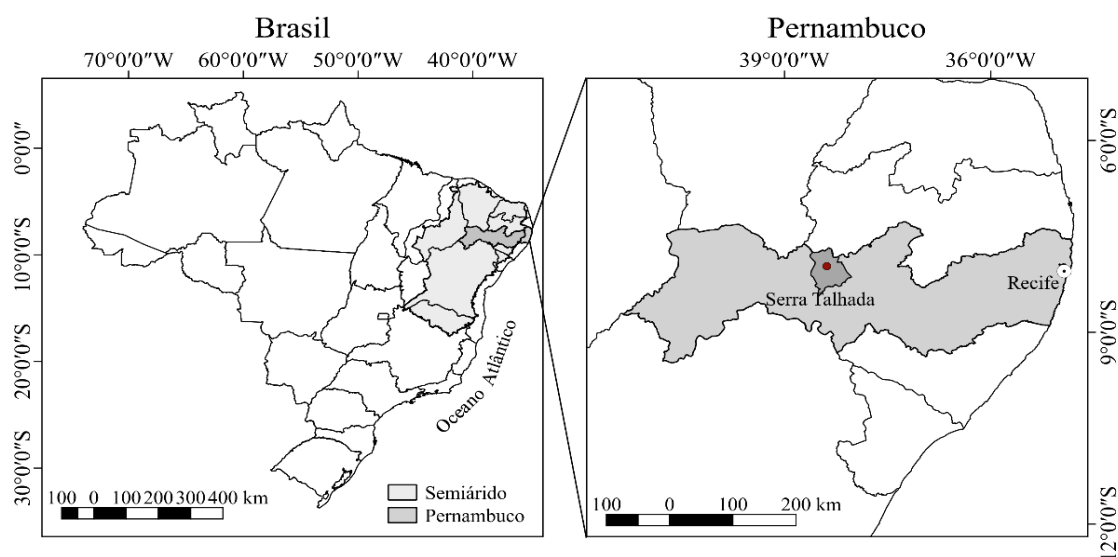 Brasil
70°0'0"W 60°0'0"W 50°0'0"W 40°0'0"W
0°0'0"
10°0'0"S
20°0'0"S
30°0'0"S
Oceano Atlântico
100 0 100 200 300 400 km
Semiárido
Pernambuco
Pernambuco
39°0'0"W 36°0'0"W
6°0'0"S
9°0'0"S
12°0'0"S
Recife
Serra Talhada
100 0 100 200 km